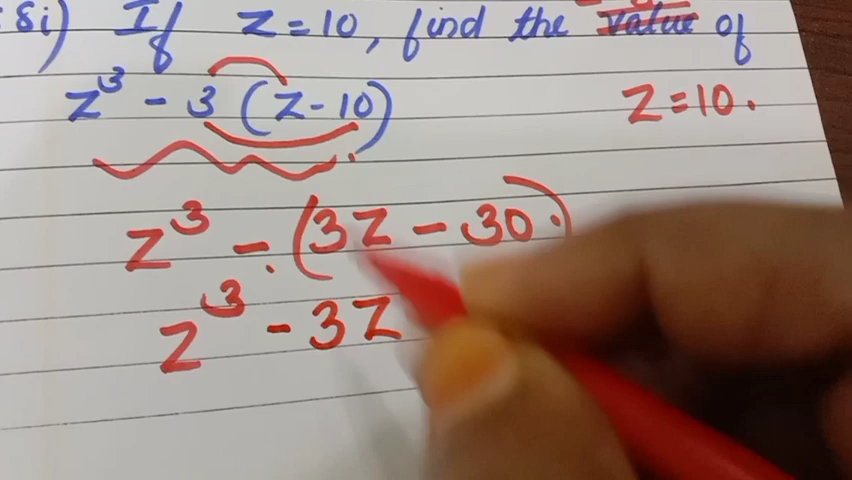 8i) If z = 10, find the value of
z³ - 3 (z - 10)
z = 10.
z³ - (3z - 30)
z³ - 3z